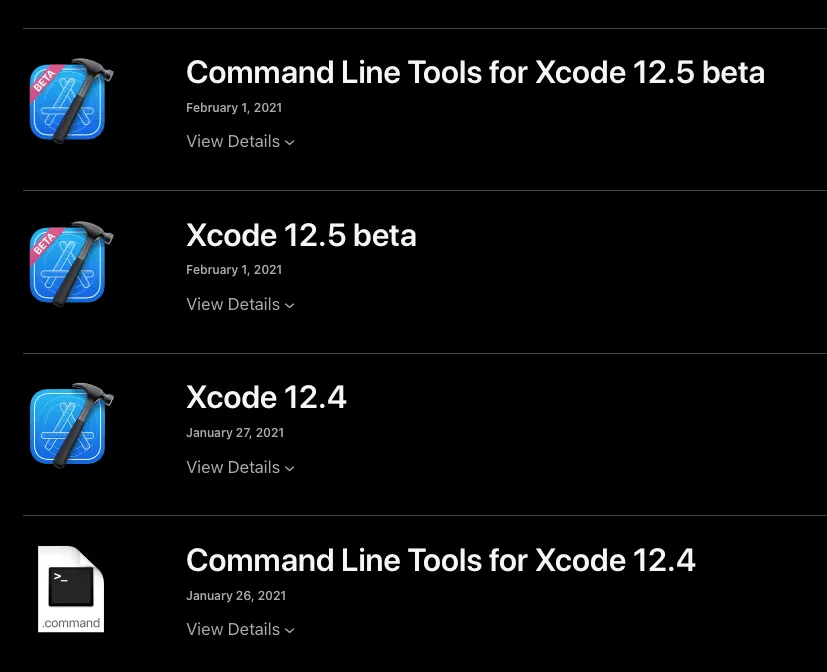 BETA
Command Line Tools for Xcode 12.5 beta
February 1, 2021
View Details
BETA
Xcode 12.5 beta
February 1, 2021
View Details
Xcode 12.4
January 27, 2021
View Details
>_
.command
Command Line Tools for Xcode 12.4
January 26, 2021
View Details